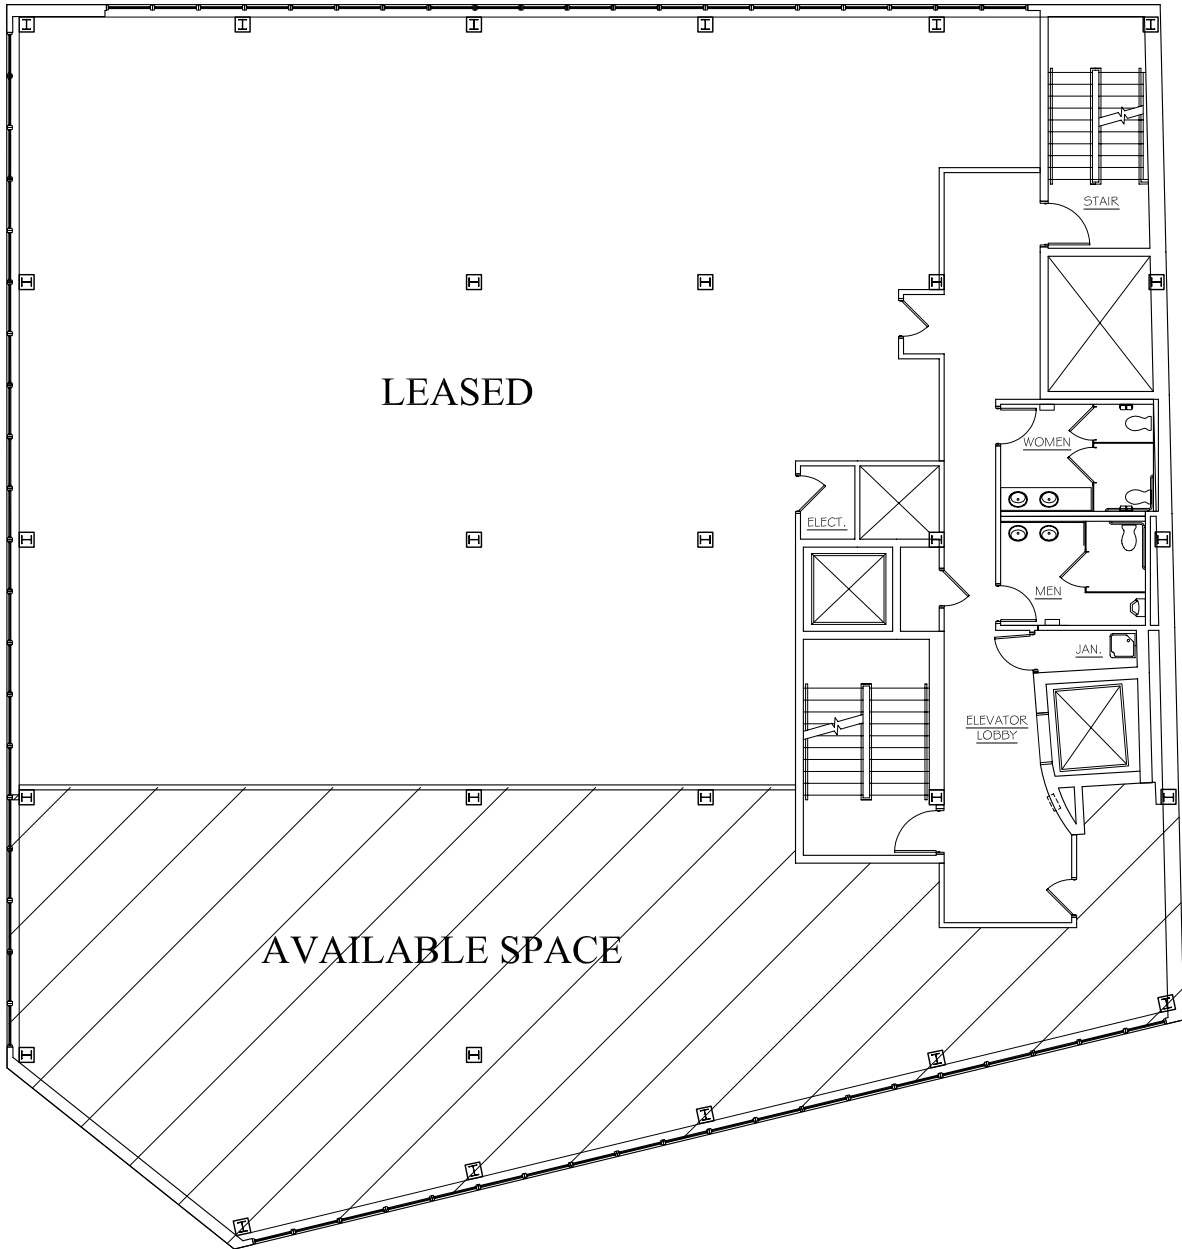 STAIR
LEASED
WOMEN
ELECT.
MEN
JAN.
ELEVATOR
LOBBY
AVAILABLE SPACE